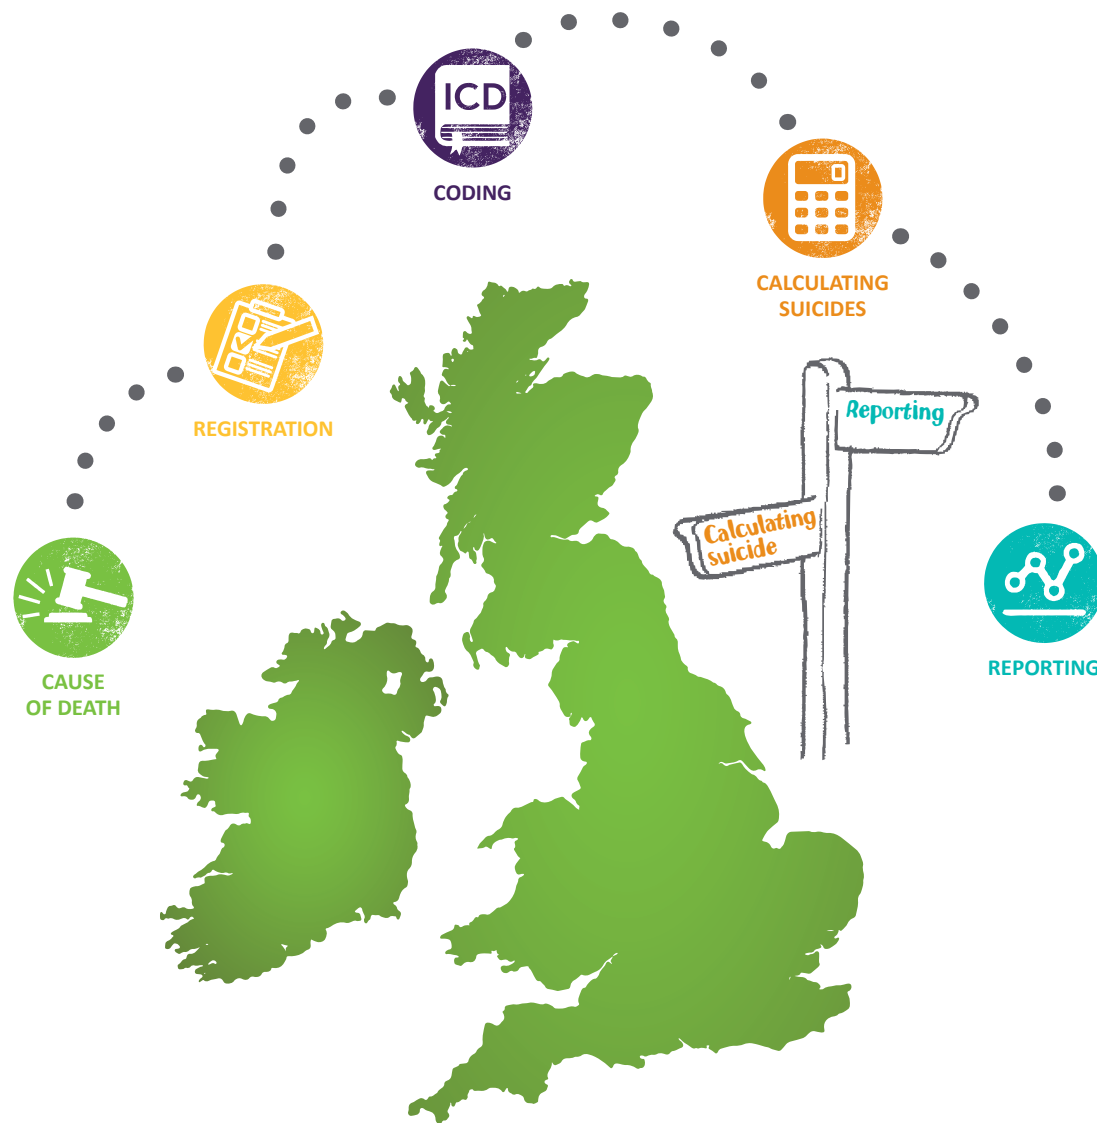 ICD
CODING
CALCULATING
SUICIDES
REGISTRATION
Reporting
Calculating
suicide
CAUSE
OF DEATH
REPORTING